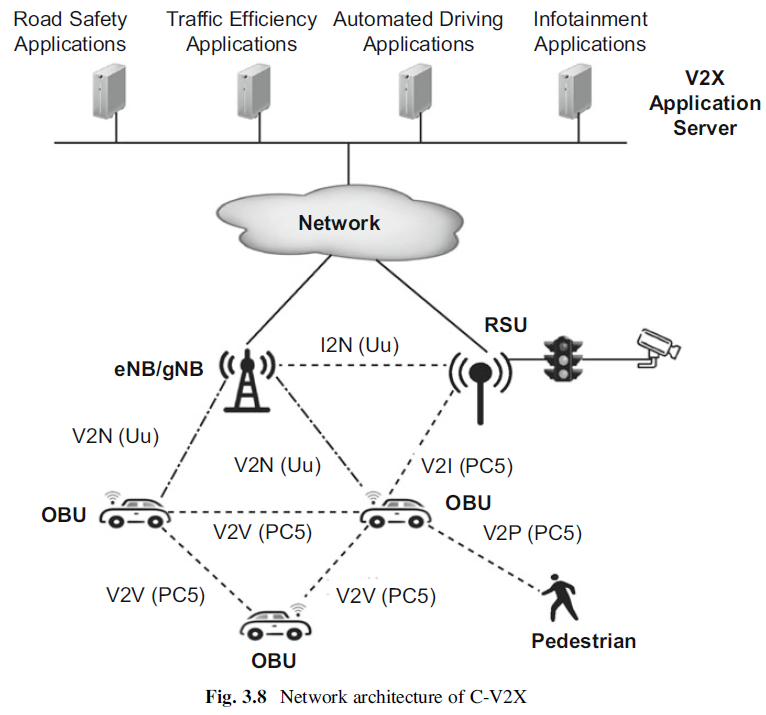 Road Safety
Applications
Traffic Efficiency
Applications
Automated Driving
Applications
Infotainment
Applications
V2X
Application
Server
Network
RSU
I2N (Uu)
eNB/gNB
V2N (Uu)
V2N (Uu)
V2I (PC5)
OBU
OBU
V2V (PC5)
V2P (PC5)
V2V (PC5)
V2V (PC5)
Pedestrian
OBU
Fig. 3.8 Network architecture of C-V2X